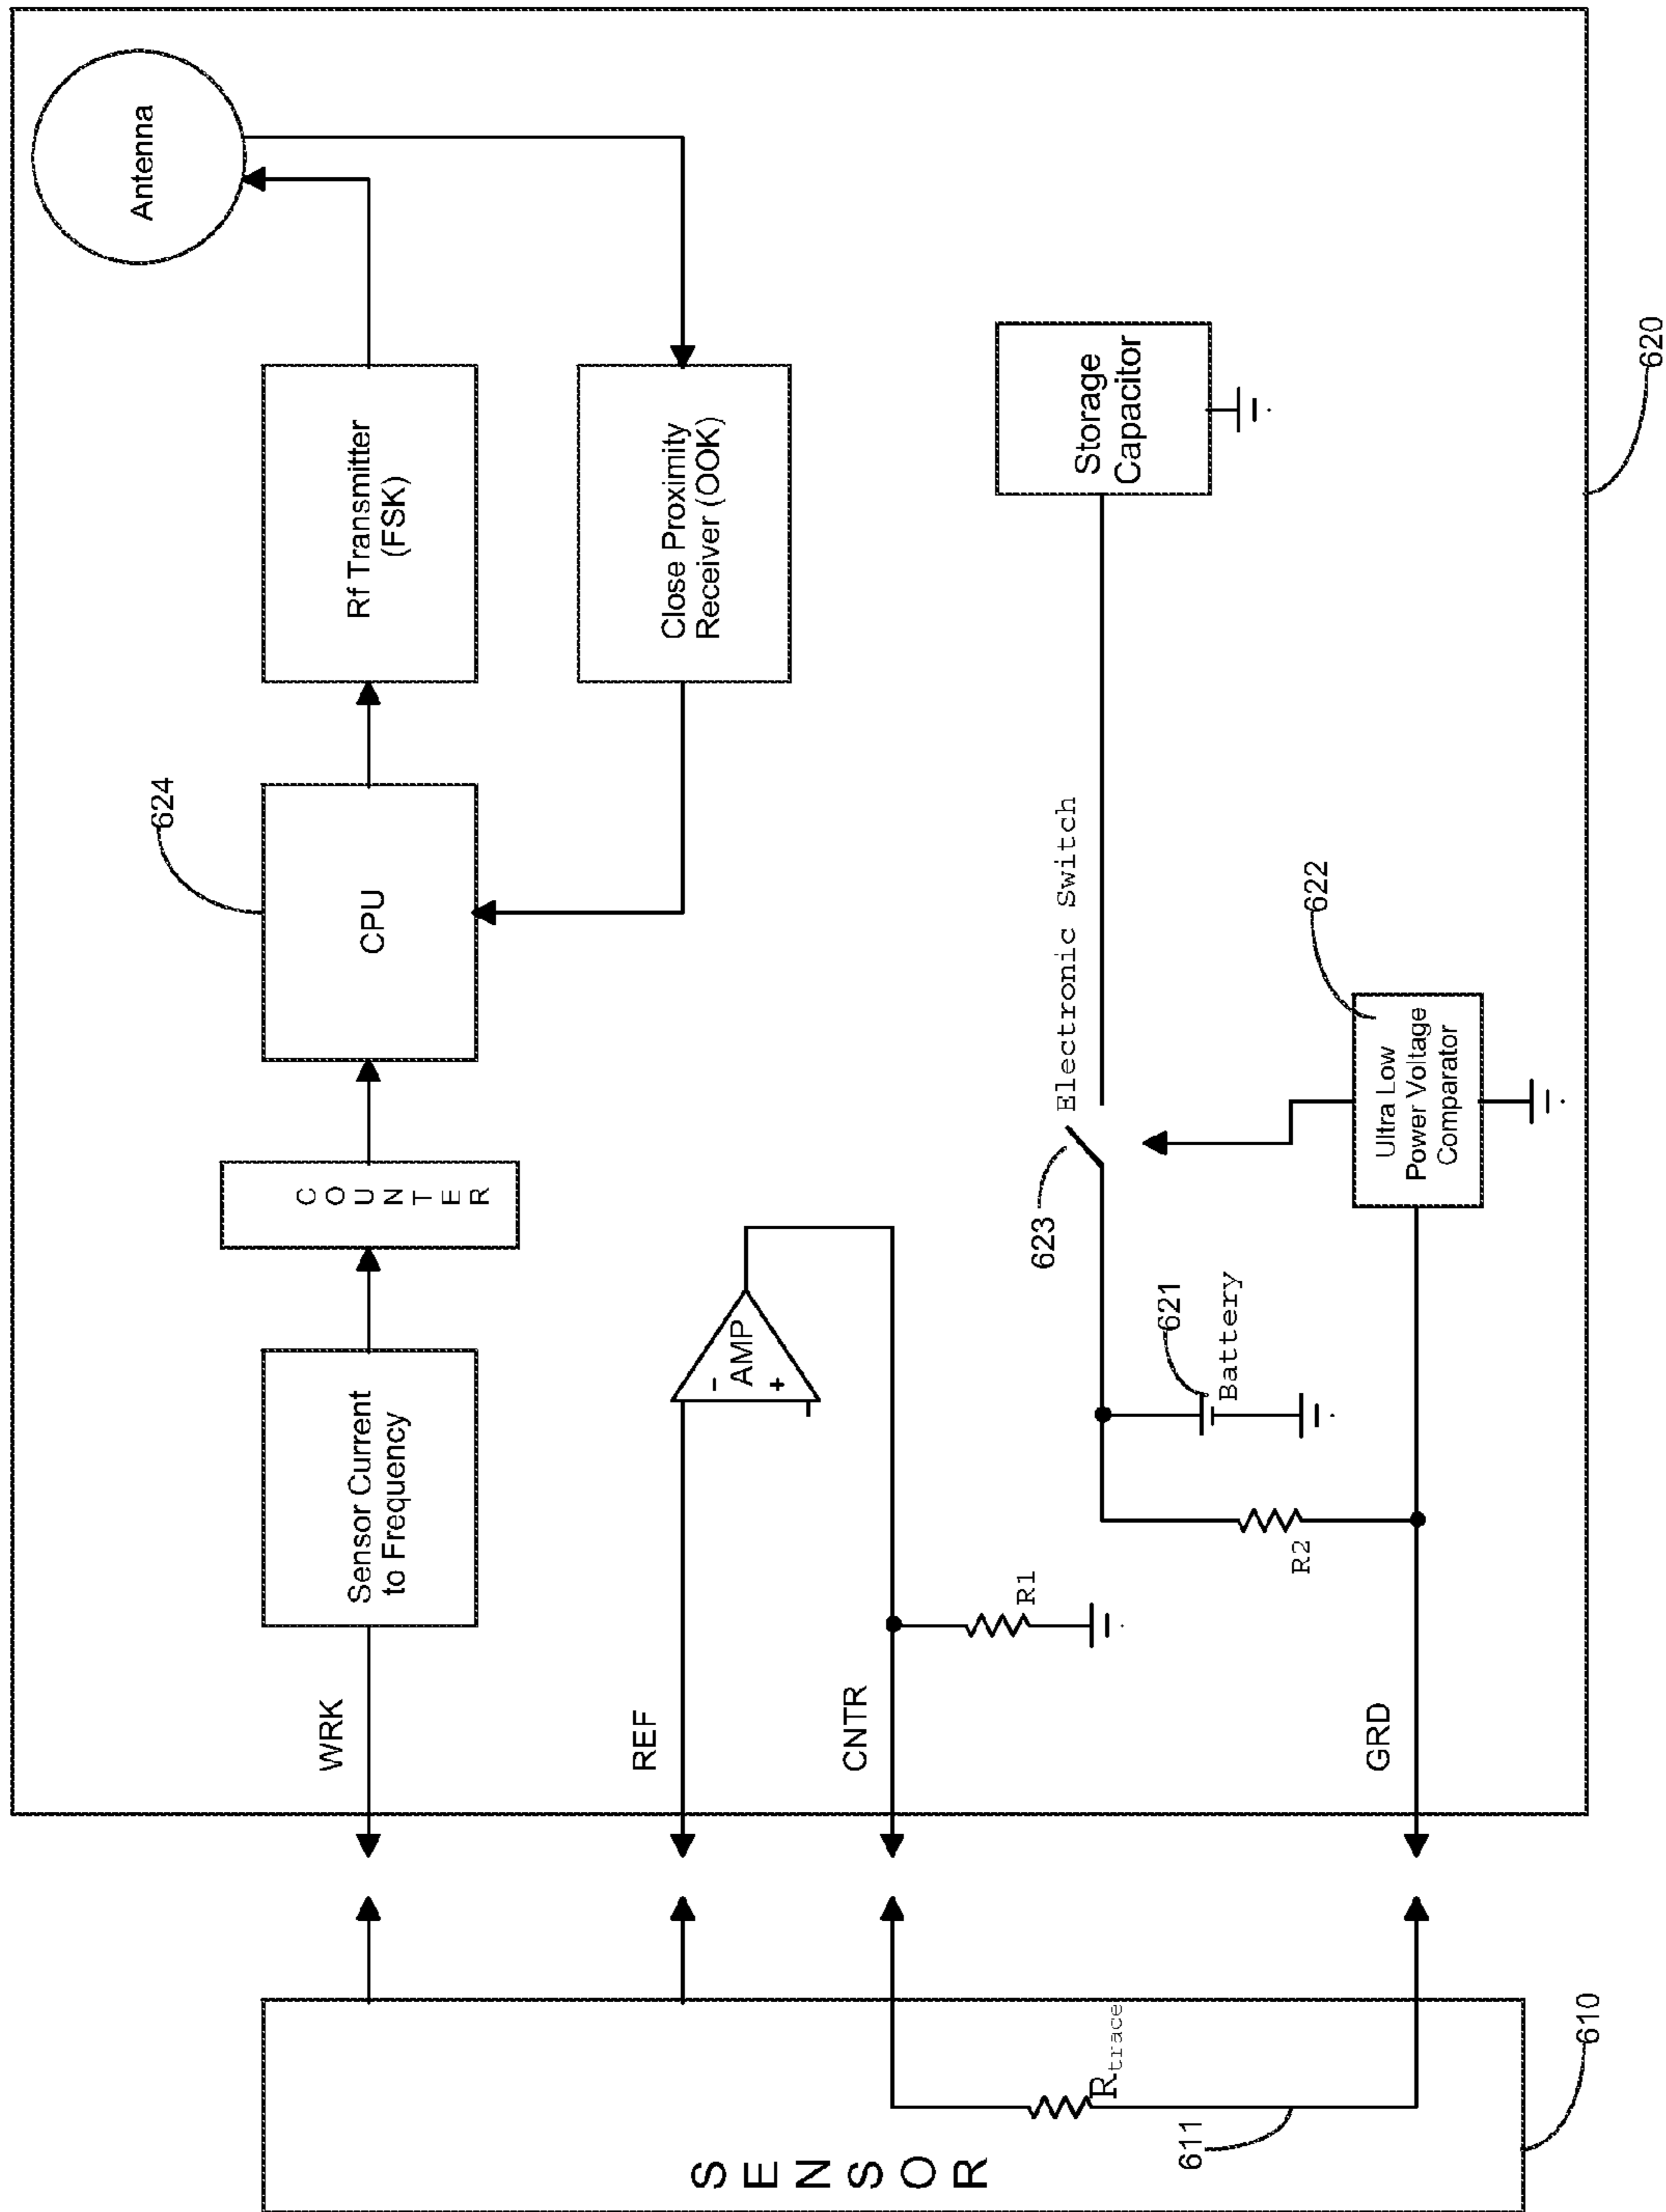 SENSOR
610
611
Rtrace
WRK
REF
CNTR
GRD
Sensor Current
to Frequency
COUNTER
CPU
624
Rf Transmitter
(FSK)
Antenna
Close Proximity
Receiver (OOK)
-
AMP
+
R1
R2
621
Battery
623
Electronic Switch
Storage
Capacitor
622
Ultra Low
Power Voltage
Comparator
620